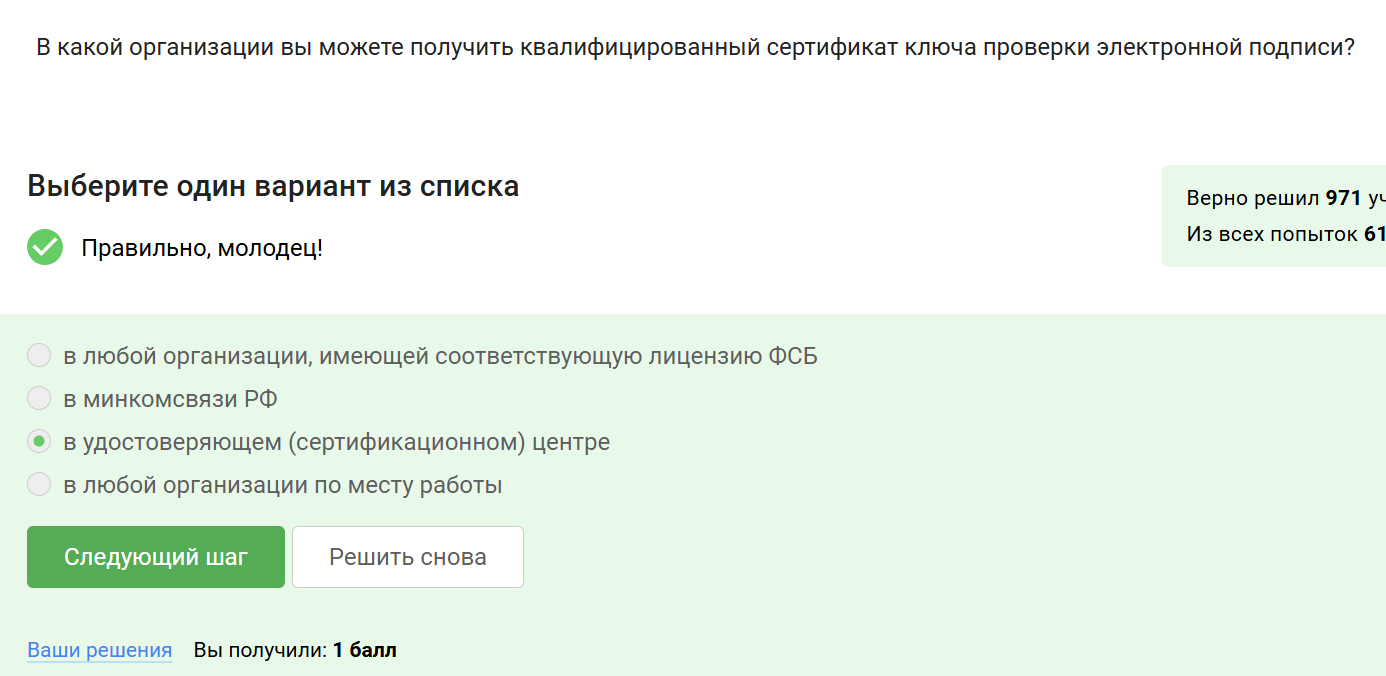 В какой организации вы можете получить квалифицированный сертификат ключа проверки электронной подписи?
Выберите один вариант из списка
Верно решил 971
Правильно, молодец!
Из всех попыток 61
в любой организации, имеющей соответствующую лицензию ФСБ
в минкомсвязи РФ
в удостоверяющем (сертификационном) центре
в любой организации по месту работы
Следующий шаг
Решить снова
Ваши решения
Вы получили: 1 балл